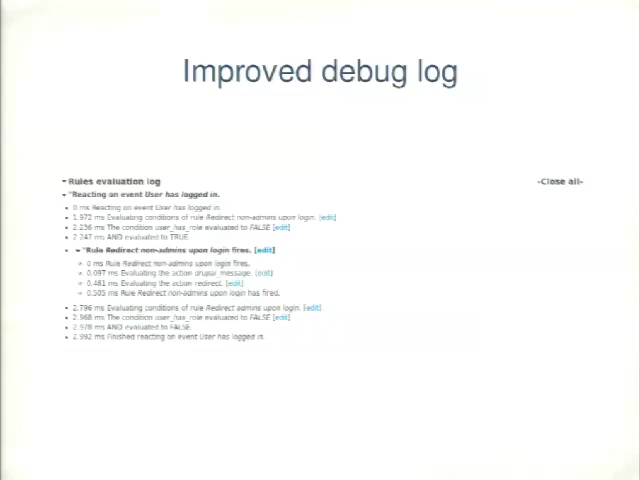 Improved debug log
Rules evaluation log -Close all-
"Reacting on event User has logged in.
0 ms Reacting on event User has logged in.
1.972 ms Evaluating conditions of rule Redirect non-admins upon login. [edit]
2.236 ms The condition user_has_role evaluated to FALSE [edit]
2.247 ms AND evaluated to TRUE.
"Rule Redirect non-admins upon login fires. [edit]
0 ms Rule Redirect non-admins upon login fires.
0.097 ms Evaluating the action drupal message. [edit]
0.481 ms Evaluating the action redirect. [edit]
0.505 ms Rule Redirect non-admins upon login has fired.
2.796 ms Evaluating conditions of rule Redirect admins upon login. [edit]
2.968 ms The condition user_has_role evaluated to FALSE [edit]
2.978 ms AND evaluated to FALSE.
2.992 ms Finished reacting on event User has logged in.